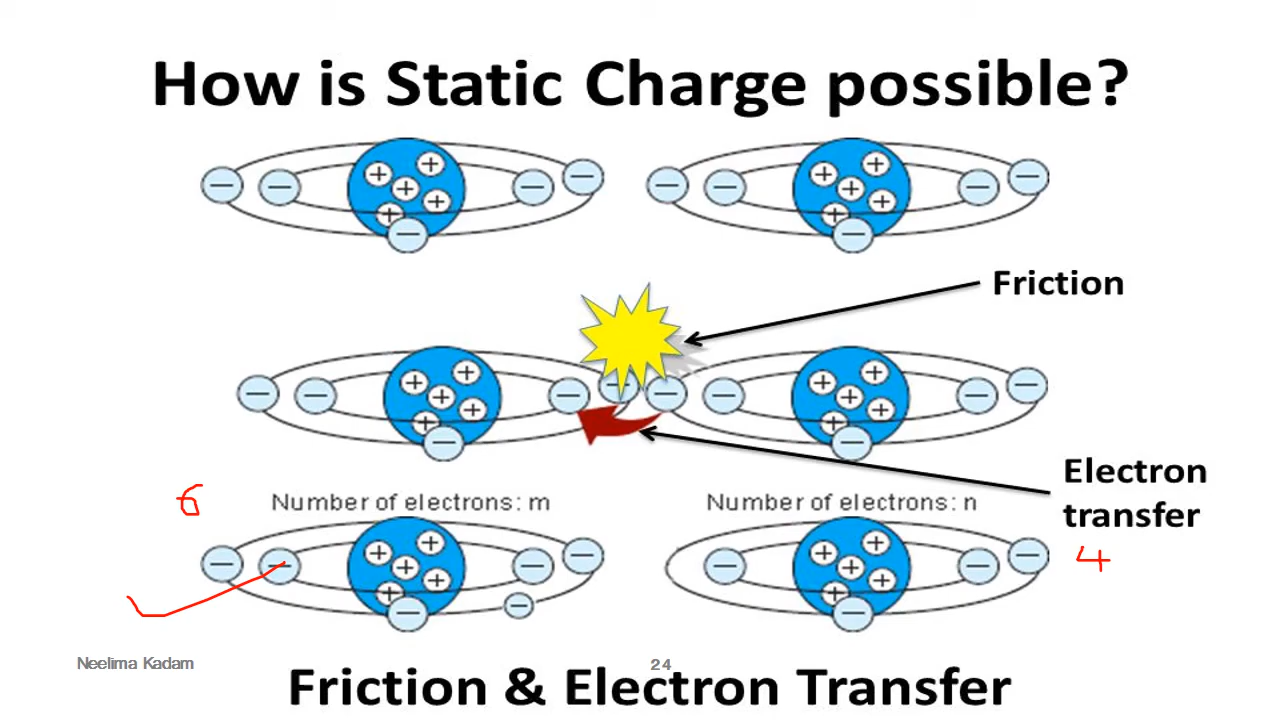 How is Static Charge possible?
Friction
Electron
transfer
6
Number of electrons: m
Number of electrons: n
4
Neelima Kadam
24
Friction & Electron Transfer